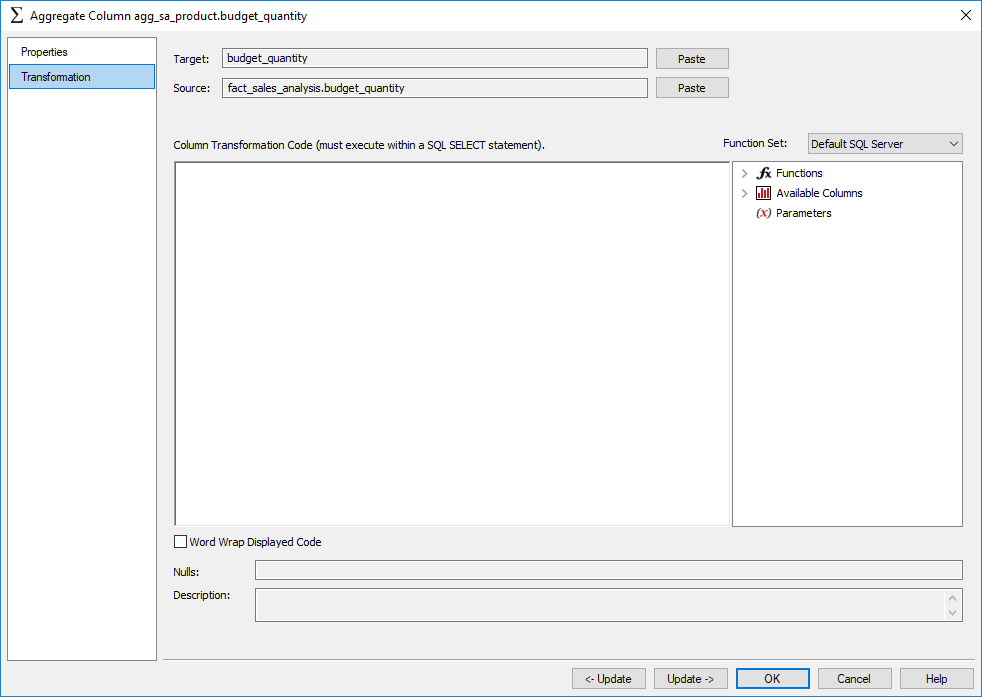 Σ Aggregate Column agg_sa_product.budget_quantity
Properties
Transformation
Target: budget_quantity Paste
Source: fact_sales_analysis.budget_quantity Paste
Column Transformation Code (must execute within a SQL SELECT statement).
Function Set: Default SQL Server
fx Functions
Available Columns
(x) Parameters
Word Wrap Displayed Code
Nulls:
Description:
<- Update Update -> OK Cancel Help